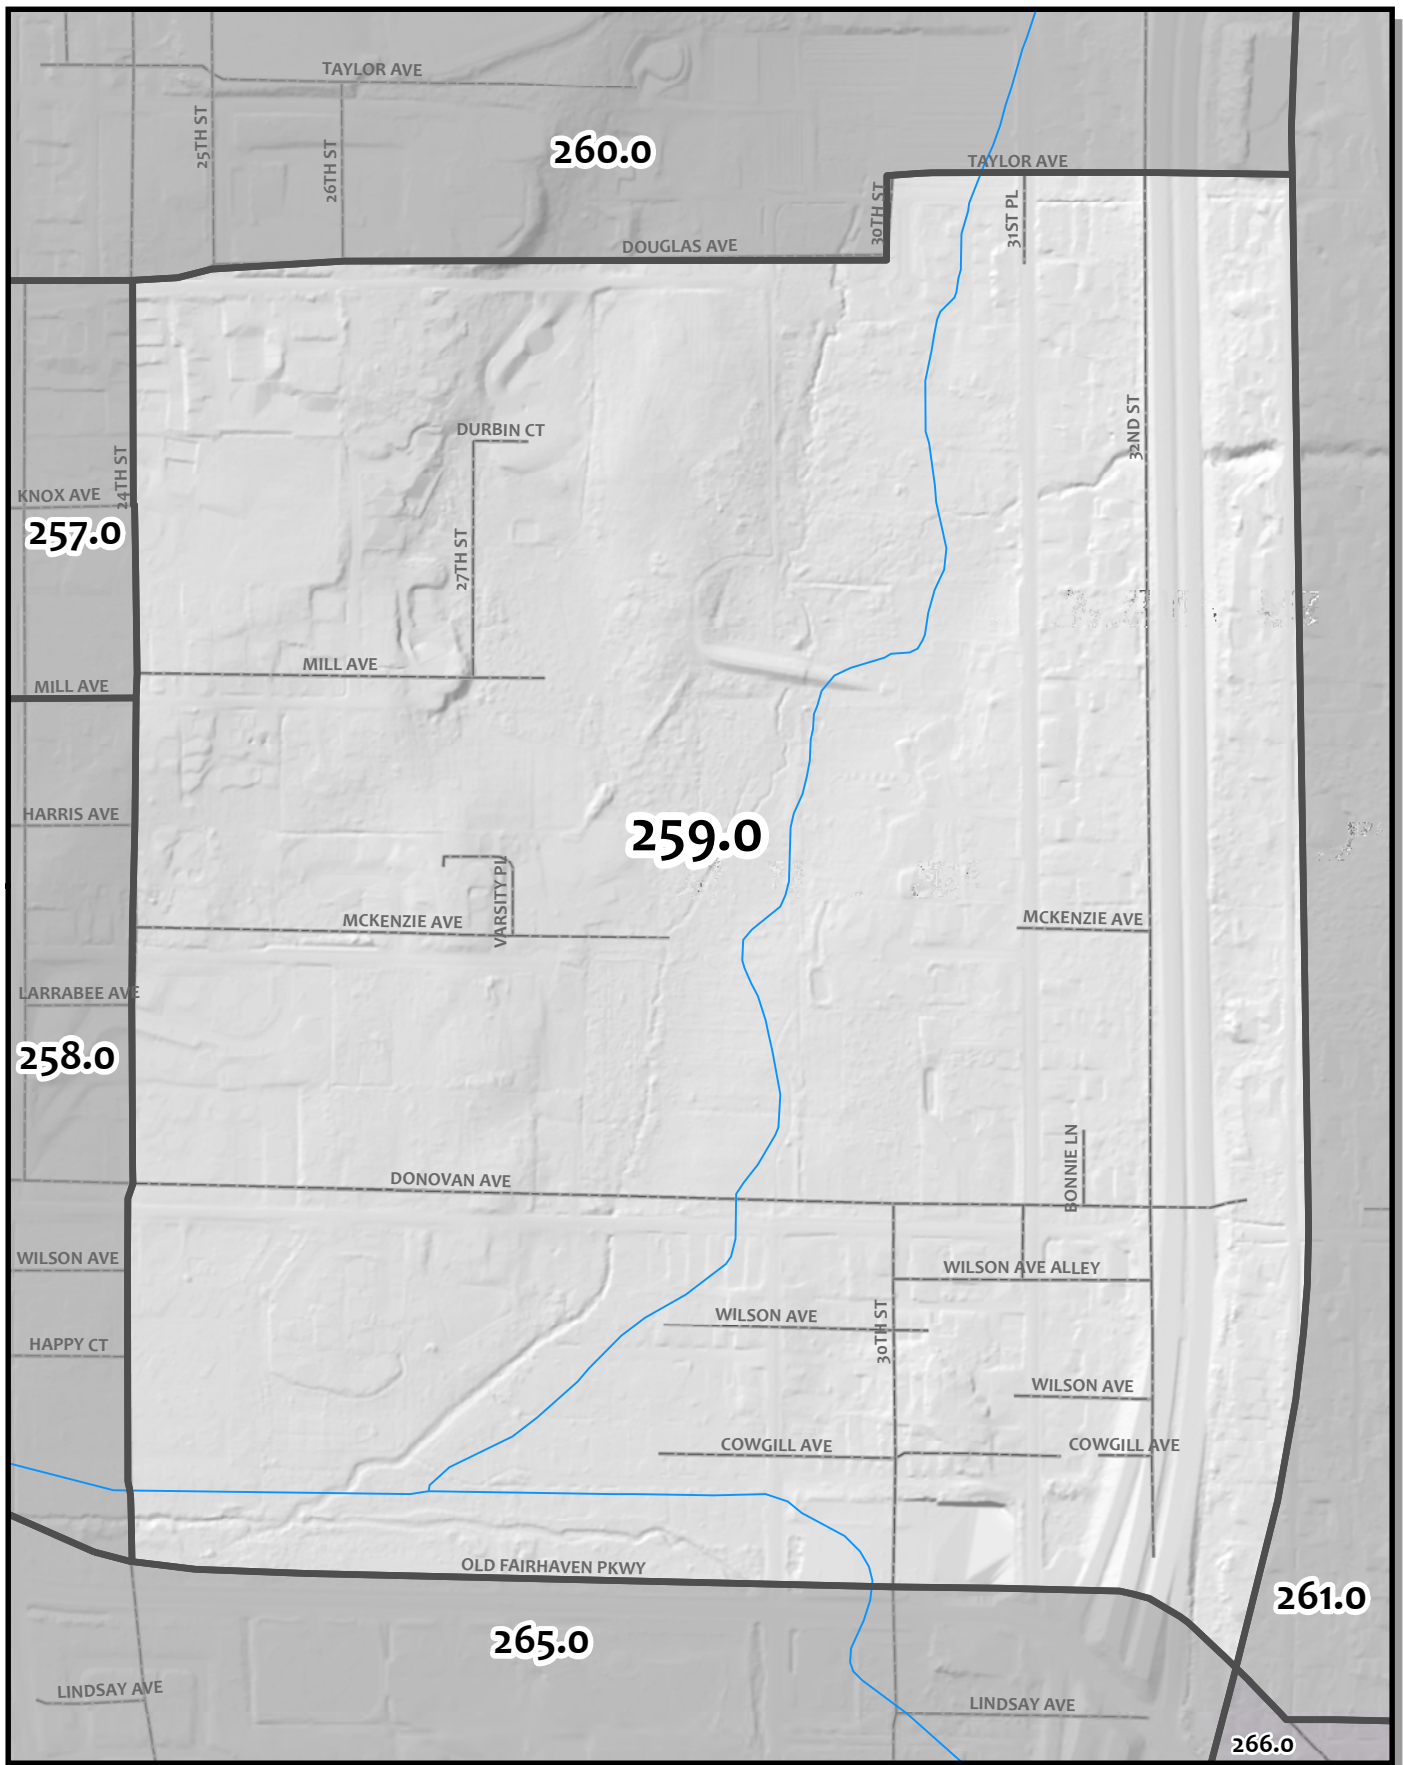 TAYLOR AVE
25TH ST
26TH ST
260.0
TAYLOR AVE
30TH ST
31ST PL
DOUGLAS AVE
32ND ST
DURBIN CT
24TH ST
KNOX AVE
257.0
27TH ST
MILL AVE
MILL AVE
HARRIS AVE
259.0
VARSITY PL
MCKENZIE AVE
MCKENZIE AVE
LARRABEE AVE
258.0
BONNIE LN
DONOVAN AVE
WILSON AVE
WILSON AVE ALLEY
WILSON AVE
30TH ST
HAPPY CT
WILSON AVE
COWGILL AVE
COWGILL AVE
OLD FAIRHAVEN PKWY
261.0
265.0
LINDSAY AVE
LINDSAY AVE
266.0